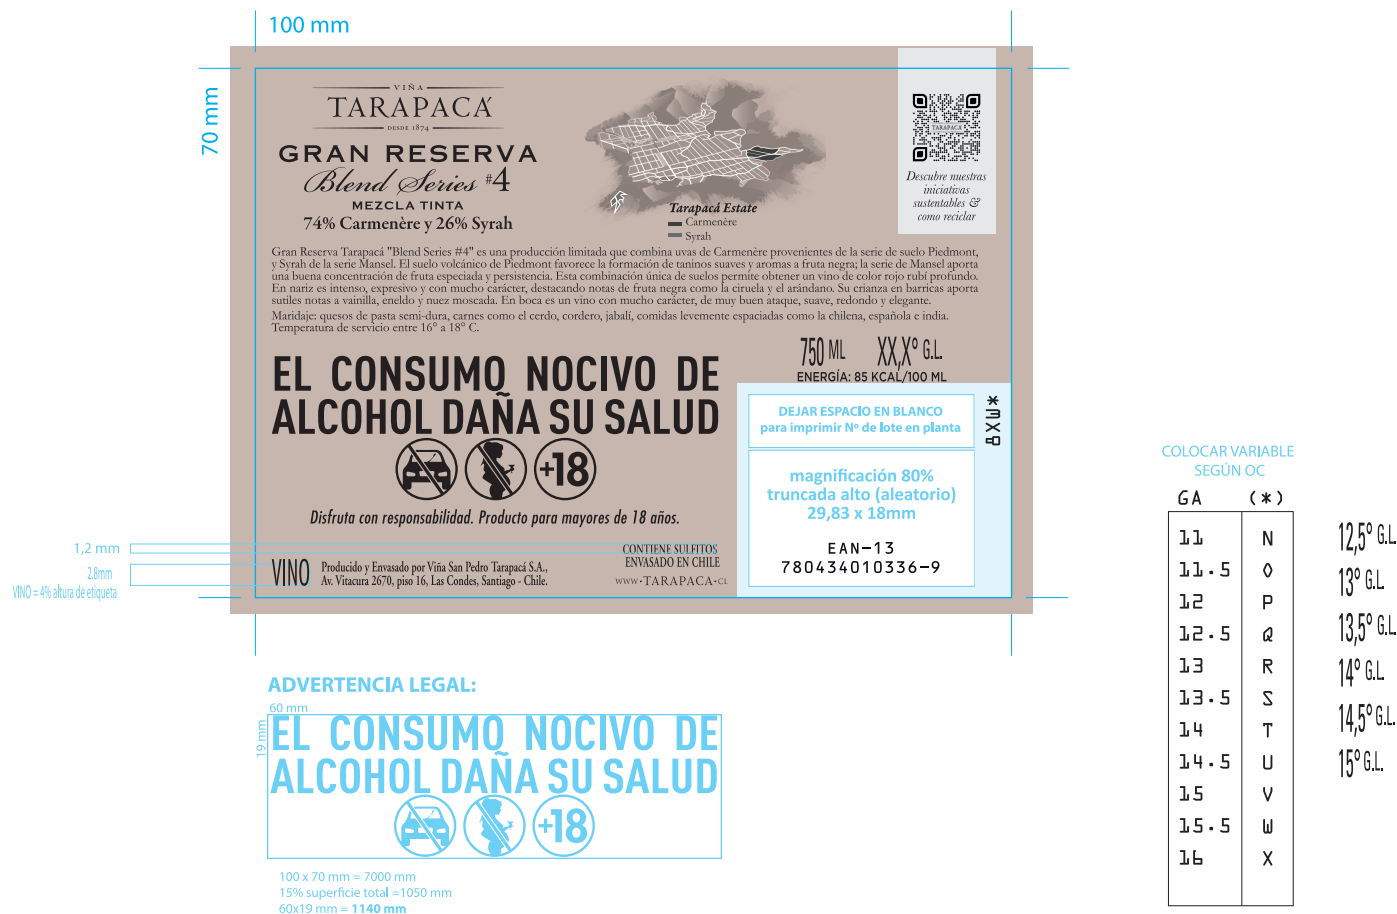 100 mm
70 mm
VIÑA
TARAPACÁ
DESDE 1874
GRAN RESERVA
Blend Series #4
MEZCLA TINTA
74% Carmenère y 26% Syrah
Tarapacá Estate
Carmenère
Syrah
TARAPACÁ
Descubre nuestras
iniciativas
sustentables &
como reciclar
Gran Reserva Tarapacá "Blend Series #4" es una producción limitada que combina uvas de Carmenère provenientes de la serie de suelo Piedmont,
y Syrah de la serie Mansel. El suelo volcánico de Piedmont favorece la formación de taninos suaves y aromas a fruta negra; la serie de Mansel aporta
una buena concentración de fruta especiada y persistencia. Esta combinación única de suelos permite obtener un vino de color rojo rubí profundo.
En nariz es intenso, expresivo y con mucho carácter, destacando notas de fruta negra como la ciruela y el arándano. Su crianza en barricas aporta
sutiles notas a vainilla, eneldo y nuez moscada. En boca es un vino con mucho carácter, de muy buen ataque, suave, redondo y elegante.
Maridaje: quesos de pasta semi-dura, carnes como el cerdo, cordero, jabalí, comidas levemente espaciadas como la chilena, española e india.
Temperatura de servicio entre 16° a 18° C.
EL CONSUMO NOCIVO DE
ALCOHOL DAÑA SU SALUD
+18
Disfruta con responsabilidad. Producto para mayores de 18 años.
750 ML XX,X° G.L.
ENERGÍA: 85 KCAL/100 ML
DEJAR ESPACIO EN BLANCO
para imprimir Nº de lote en planta
magnificación 80%
truncada alto (aleatorio)
29,83 x 18mm
EAN-13
780434010336-9
1,2 mm
2.8mm
VINO = 4% altura de etiqueta
VINO
Producido y Envasado por Viña San Pedro Tarapacá S.A.,
Av. Vitacura 2670, piso 16, Las Condes, Santiago - Chile.
CONTIENE SULFITOS
ENVASADO EN CHILE
WWW•TARAPACA•CL
ADVERTENCIA LEGAL:
60 mm
19 mm
EL CONSUMO NOCIVO DE
ALCOHOL DAÑA SU SALUD
+18
100 x 70 mm = 7000 mm
15% superficie total =1050 mm
60x19 mm = 1140 mm
COLOCAR VARIABLE
SEGÚN OC
GA (*)
11 N
11.5 O
12 P
12.5 Q
13 R
13.5 S
14 T
14.5 U
15 V
15.5 W
16 X
12,5° G.L.
13° G.L.
13,5° G.L.
14° G.L.
14,5° G.L.
15° G.L.